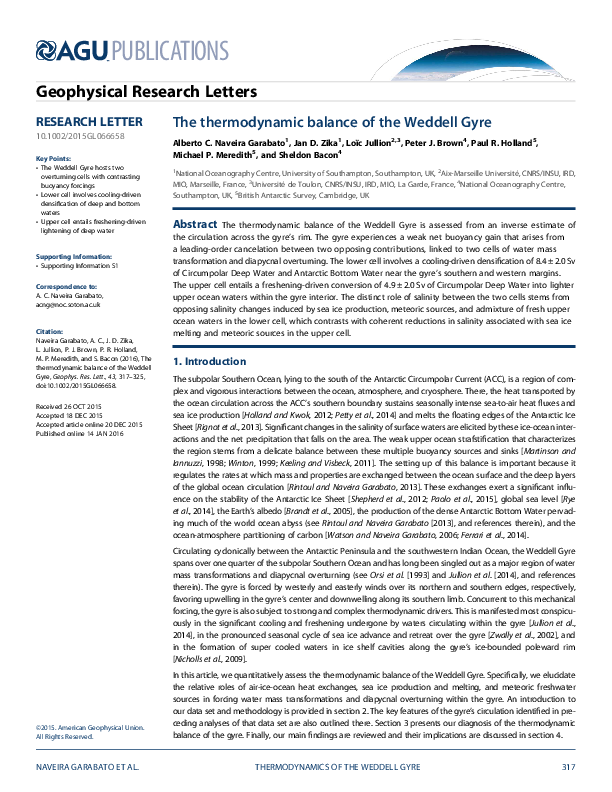 AGU PUBLICATIONS
Geophysical Research Letters
RESEARCH LETTER
10.1002/2015GL066658
Key Points:
• The Weddell Gyre hosts two
overturning cells with contrasting
buoyancy forcings
• Lower cell involves cooling-driven
densification of deep and bottom
waters
• Upper cell entails freshening-driven
lightening of deep water
Supporting Information:
• Supporting Information S1
Correspondence to:
A. C. Naveira Garabato,
acng@noc.soton.ac.uk
Citation:
Naveira Garabato, A. C., J. D. Zika,
L. Jullion, P. J. Brown, P. R. Holland,
M. P. Meredith, and S. Bacon (2016), The
thermodynamic balance of the Weddell
Gyre, Geophys. Res. Lett., 43, 317–325,
doi:10.1002/2015GL066658.
Received 26 OCT 2015
Accepted 18 DEC 2015
Accepted article online 20 DEC 2015
Published online 14 JAN 2016
©2015. American Geophysical Union.
All Rights Reserved.
The thermodynamic balance of the Weddell Gyre
Alberto C. Naveira Garabato1, Jan D. Zika1, Loïc Jullion2,3, Peter J. Brown4, Paul R. Holland5,
Michael P. Meredith5, and Sheldon Bacon4
1National Oceanography Centre, University of Southampton, Southampton, UK, 2Aix-Marseille Université, CNRS/INSU, IRD,
MIO, Marseille, France, 3Université de Toulon, CNRS/INSU, IRD, MIO, La Garde, France, 4National Oceanography Centre,
Southampton, UK, 5British Antarctic Survey, Cambridge, UK
Abstract The thermodynamic balance of the Weddell Gyre is assessed from an inverse estimate of
the circulation across the gyre's rim. The gyre experiences a weak net buoyancy gain that arises from
a leading-order cancelation between two opposing contributions, linked to two cells of water mass
transformation and diapycnal overturning. The lower cell involves a cooling-driven densification of 8.4 ± 2.0 Sv
of Circumpolar Deep Water and Antarctic Bottom Water near the gyre's southern and western margins.
The upper cell entails a freshening-driven conversion of 4.9 ± 2.0 Sv of Circumpolar Deep Water into lighter
upper ocean waters within the gyre interior. The distinct role of salinity between the two cells stems from
opposing salinity changes induced by sea ice production, meteoric sources, and admixture of fresh upper
ocean waters in the lower cell, which contrasts with coherent reductions in salinity associated with sea ice
melting and meteoric sources in the upper cell.
1. Introduction
The subpolar Southern Ocean, lying to the south of the Antarctic Circumpolar Current (ACC), is a region of com-
plex and vigorous interactions between the ocean, atmosphere, and cryosphere. There, the heat transported by
the ocean circulation across the ACC's southern boundary sustains seasonally intense sea-to-air heat fluxes and
sea ice production [Holland and Kwok, 2012; Petty et al., 2014] and melts the floating edges of the Antarctic Ice
Sheet [Rignot et al., 2013]. Significant changes in the salinity of surface waters are elicited by these ice-ocean inter-
actions and the net precipitation that falls on the area. The weak upper ocean stratification that characterizes
the region stems from a delicate balance between these multiple buoyancy sources and sinks [Martinson and
Iannuzzi, 1998; Winton, 1999; Keeling and Visbeck, 2011]. The setting up of this balance is important because it
regulates the rates at which mass and properties are exchanged between the ocean surface and the deep layers
of the global ocean circulation [Rintoul and Naveira Garabato, 2013]. These exchanges exert a significant influ-
ence on the stability of the Antarctic Ice Sheet [Shepherd et al., 2012; Paolo et al., 2015], global sea level [Rye
et al., 2014], the Earth's albedo [Brandt et al., 2005], the production of the dense Antarctic Bottom Water pervad-
ing much of the world ocean abyss (see Rintoul and Naveira Garabato [2013], and references therein), and the
ocean-atmosphere partitioning of carbon [Watson and Naveira Garabato, 2006; Ferrari et al., 2014].
Circulating cyclonically between the Antarctic Peninsula and the southwestern Indian Ocean, the Weddell Gyre
spans over one quarter of the subpolar Southern Ocean and has long been singled out as a major region of water
mass transformations and diapycnal overturning (see Orsi et al. [1993] and Jullion et al. [2014], and references
therein). The gyre is forced by westerly and easterly winds over its northern and southern edges, respectively,
favoring upwelling in the gyre's center and downwelling along its southern limb. Concurrent to this mechanical
forcing, the gyre is also subject to strong and complex thermodynamic drivers. This is manifested most conspicu-
ously in the significant cooling and freshening undergone by waters circulating within the gyre [Jullion et al.,
2014], in the pronounced seasonal cycle of sea ice advance and retreat over the gyre [Zwally et al., 2002], and
in the formation of super cooled waters in ice shelf cavities along the gyre's ice-bounded poleward rim
[Nicholls et al., 2009].
In this article, we quantitatively assess the thermodynamic balance of the Weddell Gyre. Specifically, we elucidate
the relative roles of air-ice-ocean heat exchanges, sea ice production and melting, and meteoric freshwater
sources in forcing water mass transformations and diapycnal overturning within the gyre. An introduction to
our data set and methodology is provided in section 2. The key features of the gyre's circulation identified in pre-
ceding analyses of that data set are also outlined there. Section 3 presents our diagnosis of the thermodynamic
balance of the gyre. Finally, our main findings are reviewed and their implications are discussed in section 4.
NAVEIRA GARABATO ET AL.
THERMODYNAMICS OF THE WEDDELL GYRE
317